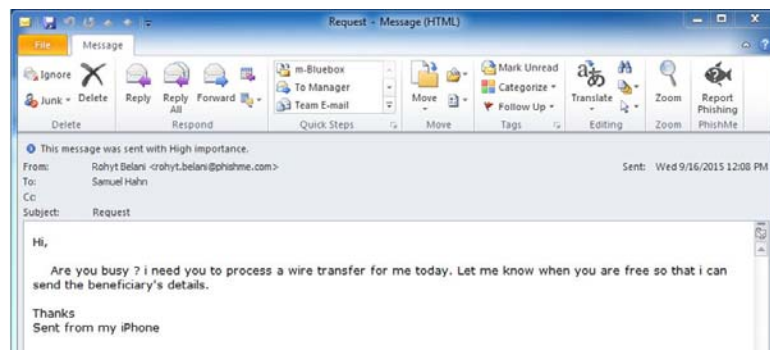 Request - Message (HTML)
File Message
Ignore
Junk Delete
Reply Reply All Forward
m-Bluebox
To Manager
Team E-mail
Move
Mark Unread
Categorize
Follow Up
Translate
Zoom
Report Phishing
Delete Respond Quick Steps Move Tags Editing Zoom PhishMe
This message was sent with High importance.
From: Rohyt Belani <rohyt.belani@phishme.com> Sent: Wed 9/16/2015 12:08 PM
To: Samuel Hahn
Cc:
Subject: Request
Hi,
Are you busy ? i need you to process a wire transfer for me today. Let me know when you are free so that i can
send the beneficiary's details.
Thanks
Sent from my iPhone